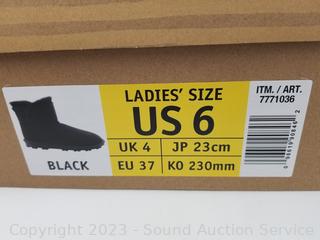 LADIES' SIZE
US 6
UK 4 JP 23cm
EU 37 KO 230mm
BLACK
ITM. / ART.
7771036
Copyright 2023 - Sound Auction Service